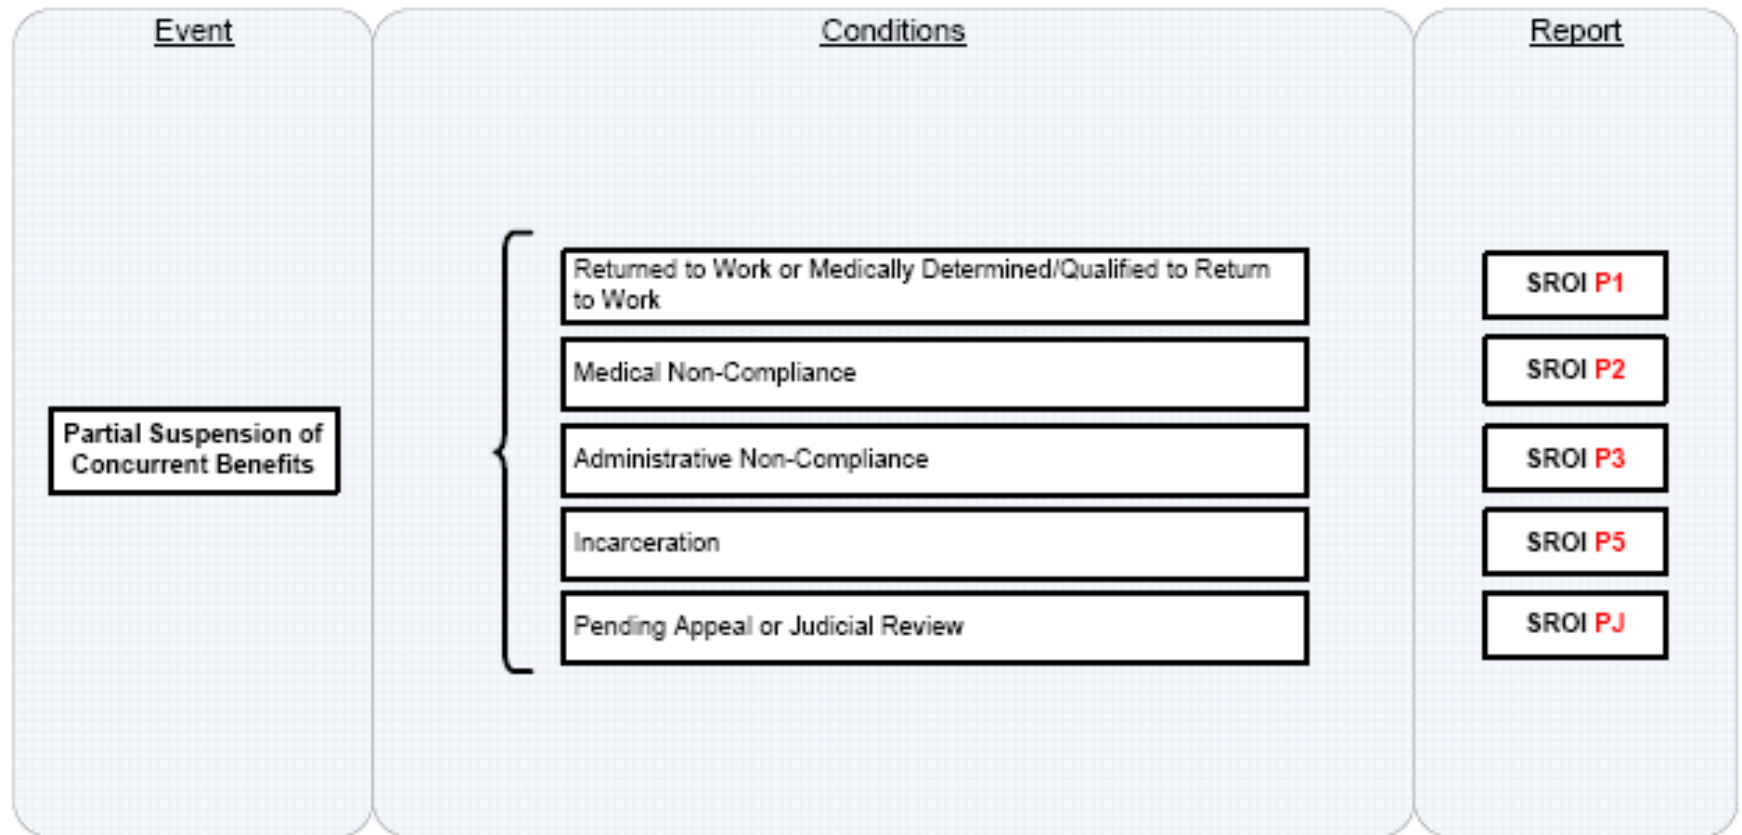 Event
Conditions
Report
Partial Suspension of
Concurrent Benefits
Returned to Work or Medically Determined/Qualified to Return
to Work
SROI P1
Medical Non-Compliance
SROI P2
Administrative Non-Compliance
SROI P3
Incarceration
SROI P5
Pending Appeal or Judicial Review
SROI PJ